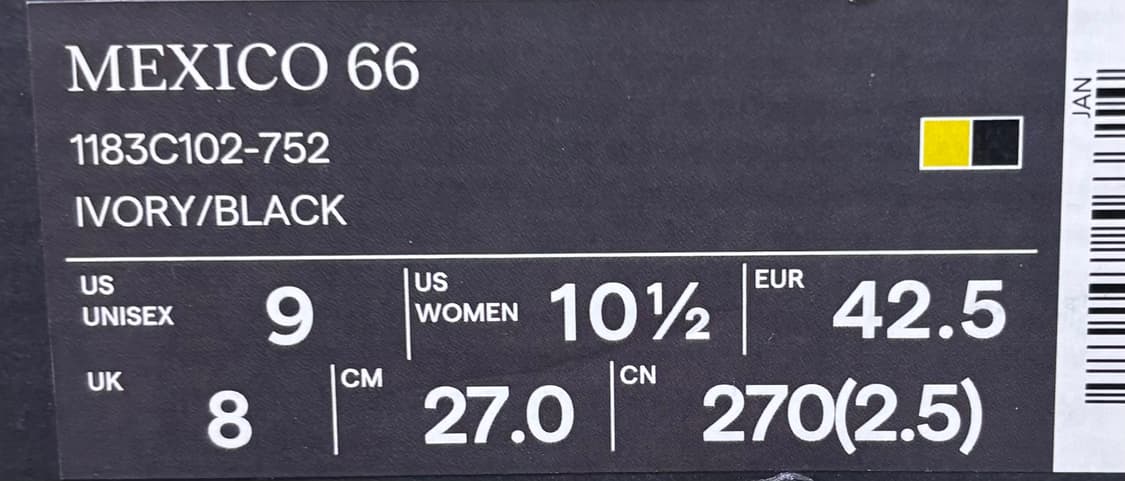 MEXICO 66
1183C102-752
IVORY/BLACK
US UNISEX 9
US WOMEN 10½
EUR 42.5
UK 8
CM 27.0
CN 270(2.5)
JAN